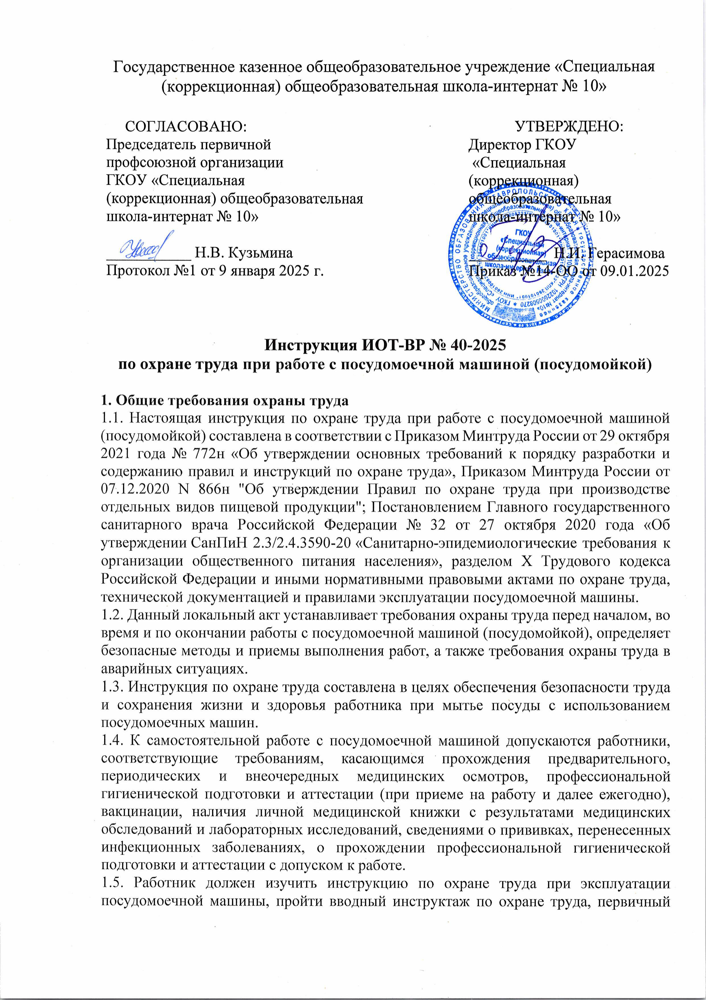 Государственное казенное общеобразовательное учреждение «Специальная
(коррекционная) общеобразовательная школа-интернат № 10»
СОГЛАСОВАНО:
Председатель первичной
профсоюзной организации
ГКОУ «Специальная
(коррекционная) общеобразовательная
школа-интернат № 10»
___________ Н.В. Кузьмина
Протокол №1 от 9 января 2025 г.
УТВЕРЖДЕНО:
Директор ГКОУ
«Специальная
(коррекционная)
общеобразовательная
школа-интернат № 10»
Н.И. Герасимова
Приказ №14-ОО от 09.01.2025
ГКОУ
«Специальная
(коррекционная)
общеобразовательная
школа-интернат №10»
Инструкция ИОТ-ВР № 40-2025
по охране труда при работе с посудомоечной машиной (посудомойкой)
1. Общие требования охраны труда
1.1. Настоящая инструкция по охране труда при работе с посудомоечной машиной
(посудомойкой) составлена в соответствии с Приказом Минтруда России от 29 октября
2021 года № 772н «Об утверждении основных требований к порядку разработки и
содержанию правил и инструкций по охране труда», Приказом Минтруда России от
07.12.2020 N 866н "Об утверждении Правил по охране труда при производстве
отдельных видов пищевой продукции"; Постановлением Главного государственного
санитарного врача Российской Федерации № 32 от 27 октября 2020 года «Об
утверждении СанПиН 2.3/2.4.3590-20 «Санитарно-эпидемиологические требования к
организации общественного питания населения», разделом X Трудового кодекса
Российской Федерации и иными нормативными правовыми актами по охране труда,
технической документацией и правилами эксплуатации посудомоечной машины.
1.2. Данный локальный акт устанавливает требования охраны труда перед началом, во
время и по окончании работы с посудомоечной машиной (посудомойкой), определяет
безопасные методы и приемы выполнения работ, а также требования охраны труда в
аварийных ситуациях.
1.3. Инструкция по охране труда составлена в целях обеспечения безопасности труда
и сохранения жизни и здоровья работника при мытье посуды с использованием
посудомоечных машин.
1.4. К самостоятельной работе с посудомоечной машиной допускаются работники,
соответствующие требованиям, касающимся прохождения предварительного,
периодических и внеочередных медицинских осмотров, профессиональной
гигиенической подготовки и аттестации (при приеме на работу и далее ежегодно),
вакцинации, наличия личной медицинской книжки с результатами медицинских
обследований и лабораторных исследований, сведениями о прививках, перенесенных
инфекционных заболеваниях, о прохождении профессиональной гигиенической
подготовки и аттестации с допуском к работе.
1.5. Работник должен изучить инструкцию по охране труда при эксплуатации
посудомоечной машины, пройти вводный инструктаж по охране труда, первичный